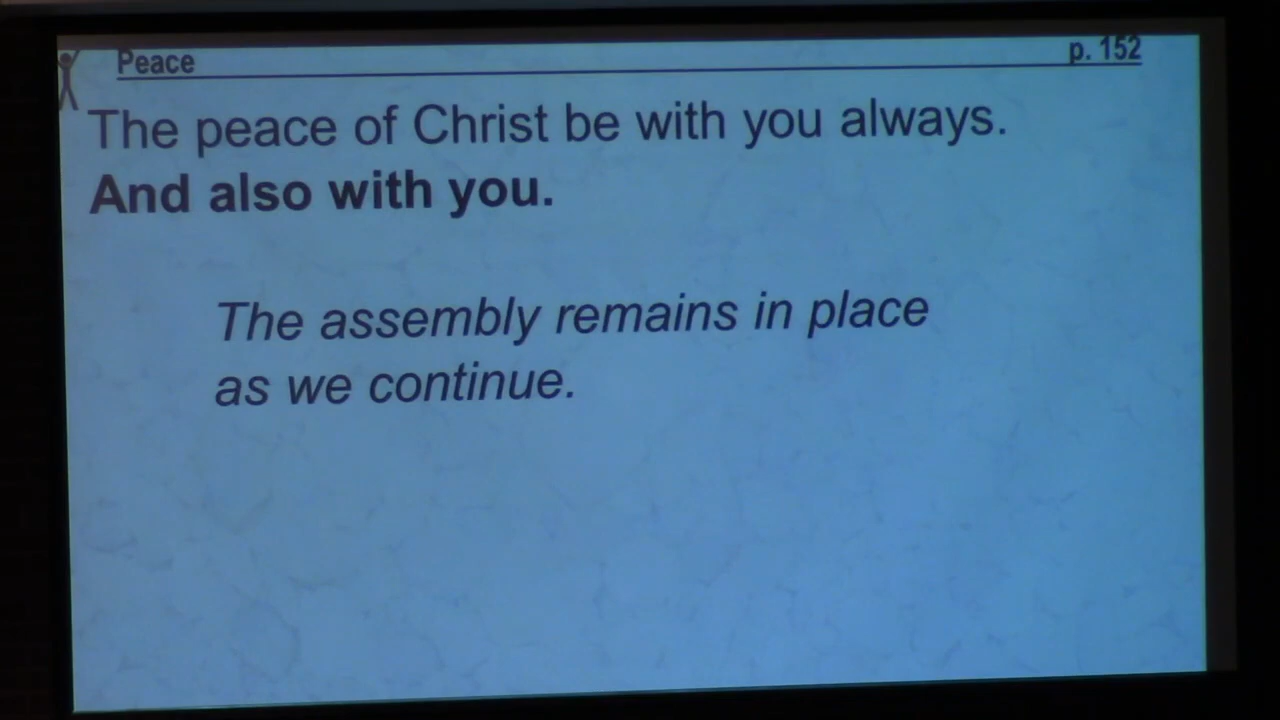 Peace p. 152
The peace of Christ be with you always.
And also with you.
The assembly remains in place
as we continue.